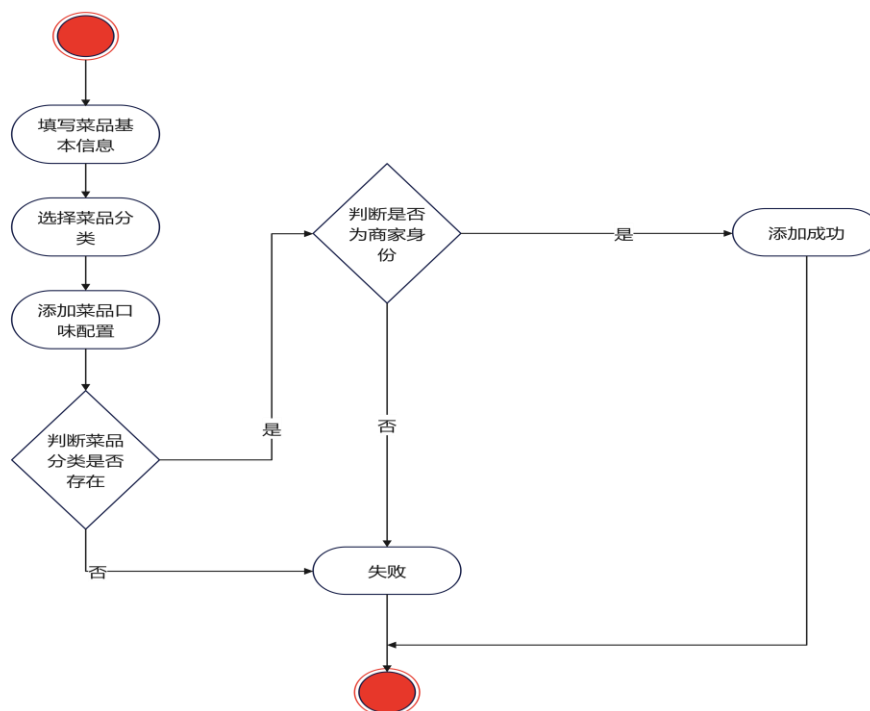 填写菜品基
本信息
选择菜品分
类
添加菜品口
味配置
判断菜品
分类是否
存在
是
否
判断是否
为商家身
份
是
否
添加成功
失败